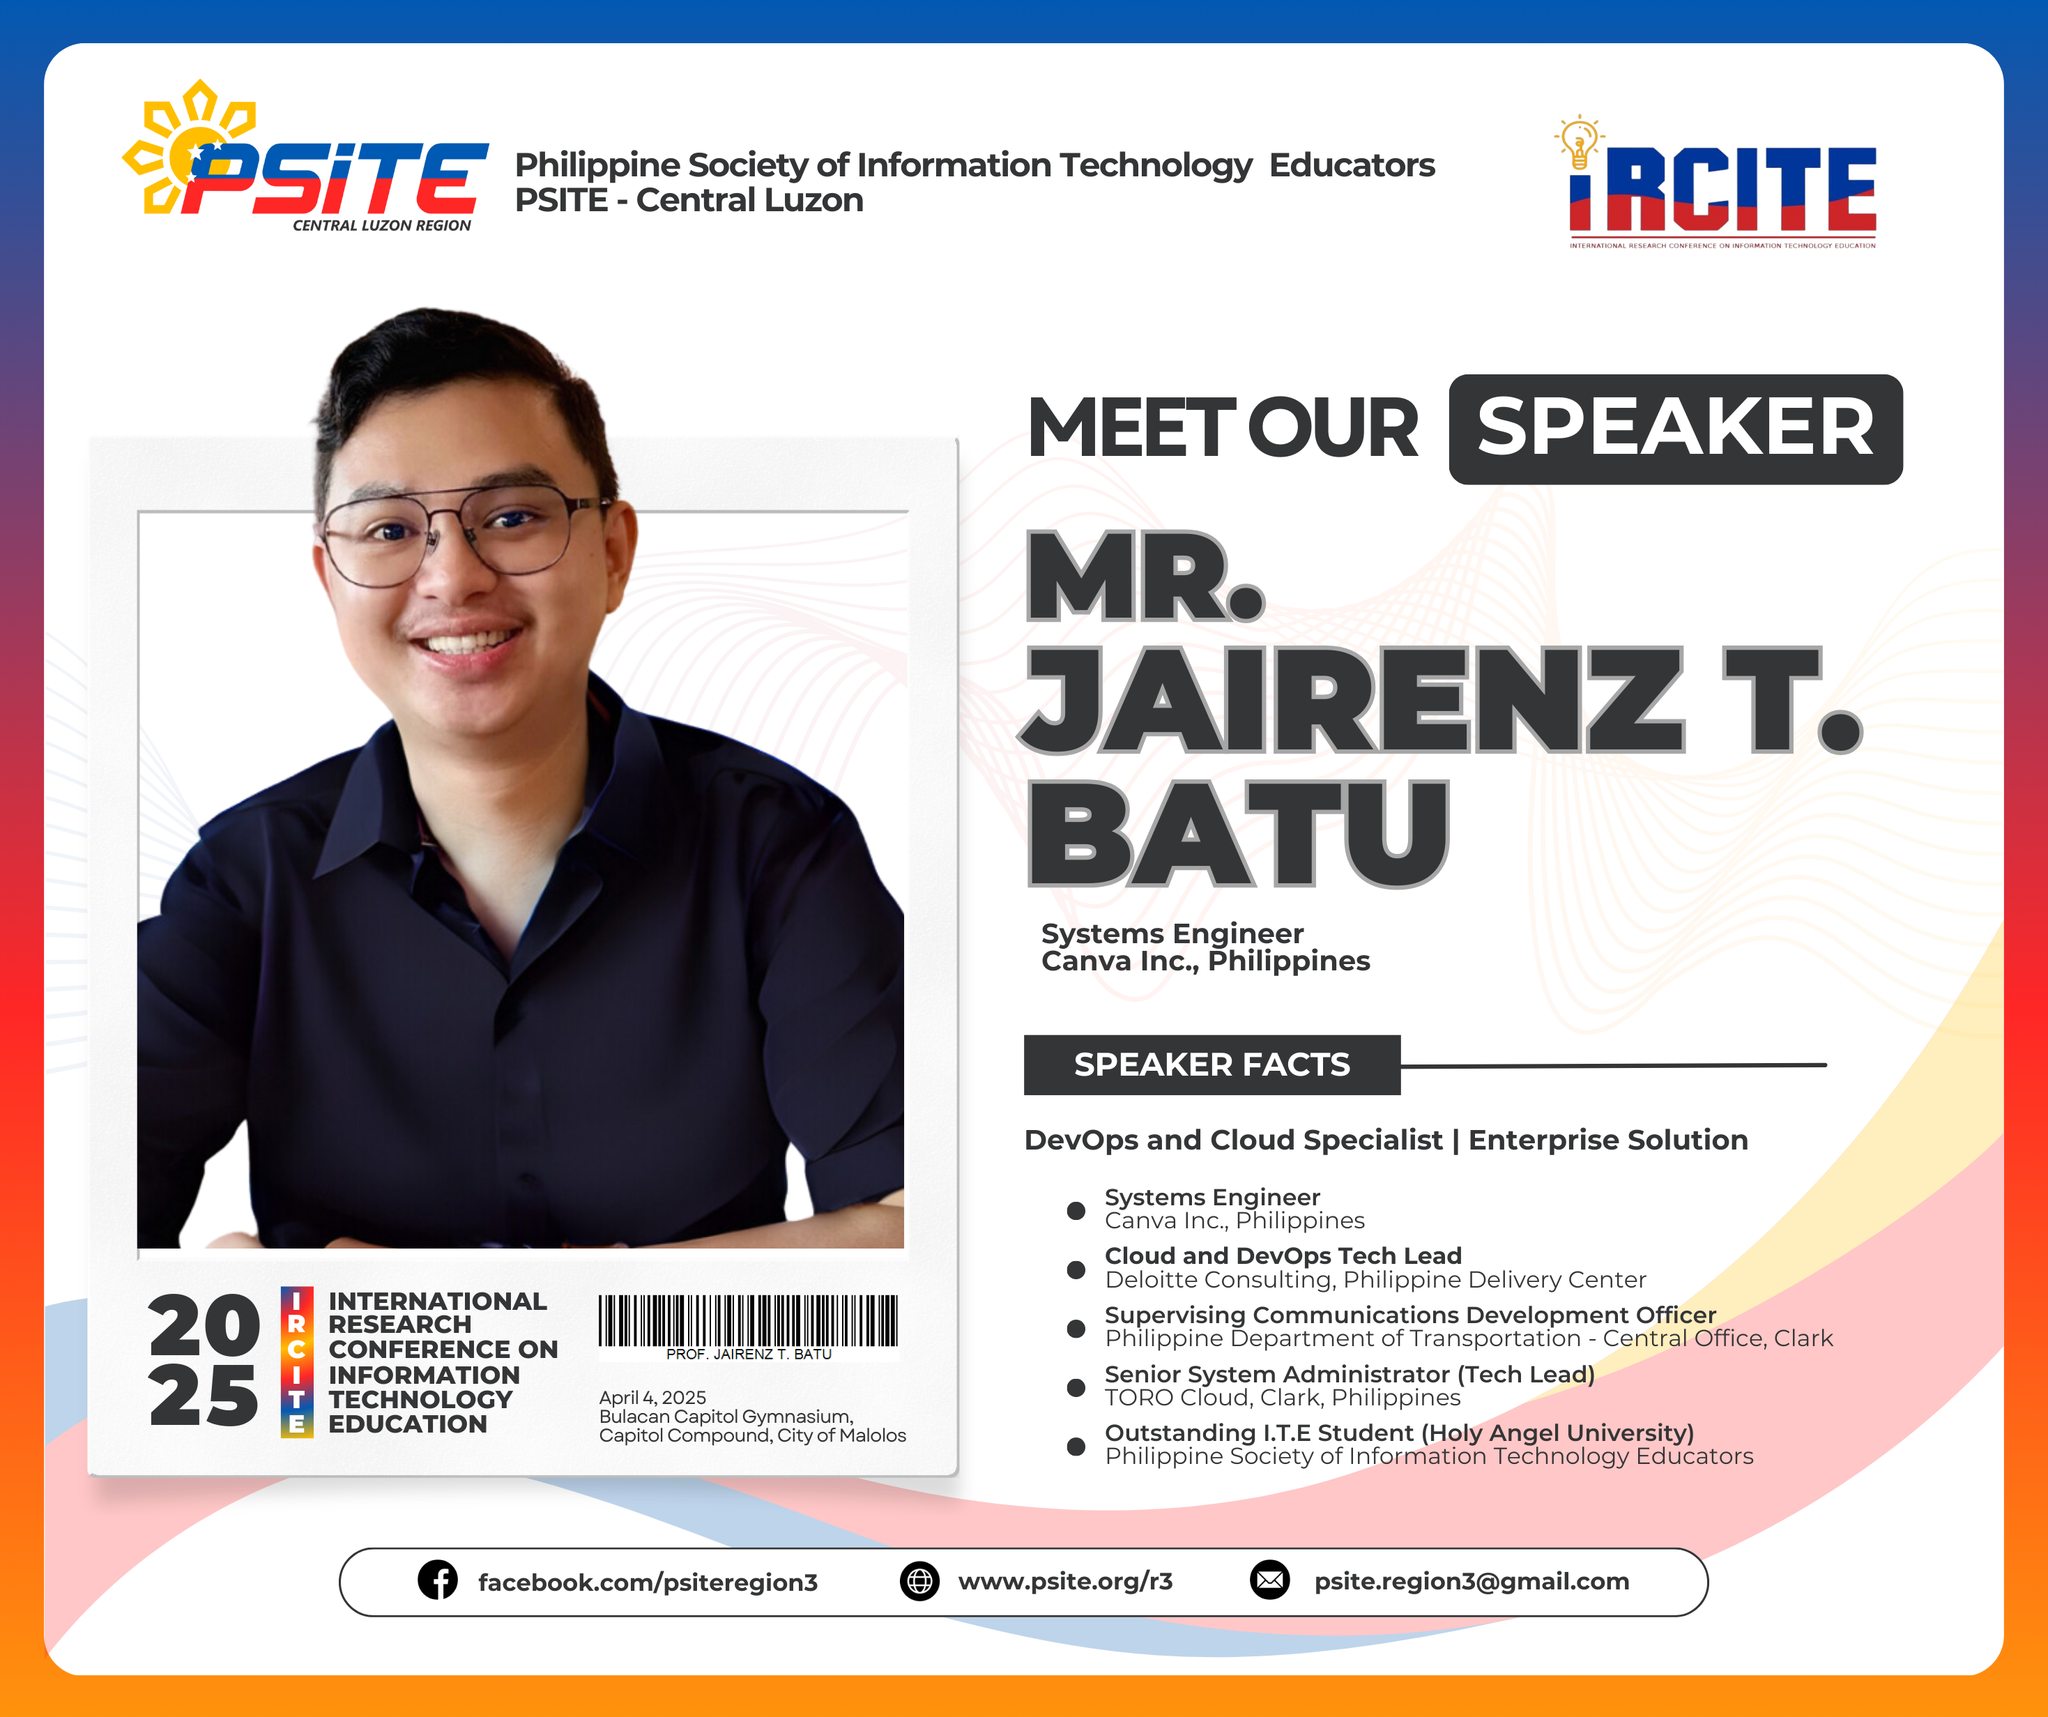 PSiTE
CENTRAL LUZON REGION
Philippine Society of Information Technology Educators
PSITE - Central Luzon
iRCITE
INTERNATIONAL RESEARCH CONFERENCE ON INFORMATION TECHNOLOGY EDUCATION
MEET OUR SPEAKER
MR.
JAIRENZ T.
BATU
Systems Engineer
Canva Inc., Philippines
SPEAKER FACTS
DevOps and Cloud Specialist | Enterprise Solution
Systems Engineer
Canva Inc., Philippines
Cloud and DevOps Tech Lead
Deloitte Consulting, Philippine Delivery Center
Supervising Communications Development Officer
Philippine Department of Transportation - Central Office, Clark
Senior System Administrator (Tech Lead)
TORO Cloud, Clark, Philippines
Outstanding I.T.E Student (Holy Angel University)
Philippine Society of Information Technology Educators
20
25
IRCITE
INTERNATIONAL
RESEARCH
CONFERENCE ON
INFORMATION
TECHNOLOGY
EDUCATION
PROF. JAIRENZ T. BATU
April 4, 2025
Bulacan Capitol Gymnasium,
Capitol Compound, City of Malolos
facebook.com/psiteregion3
www.psite.org/r3
psite.region3@gmail.com